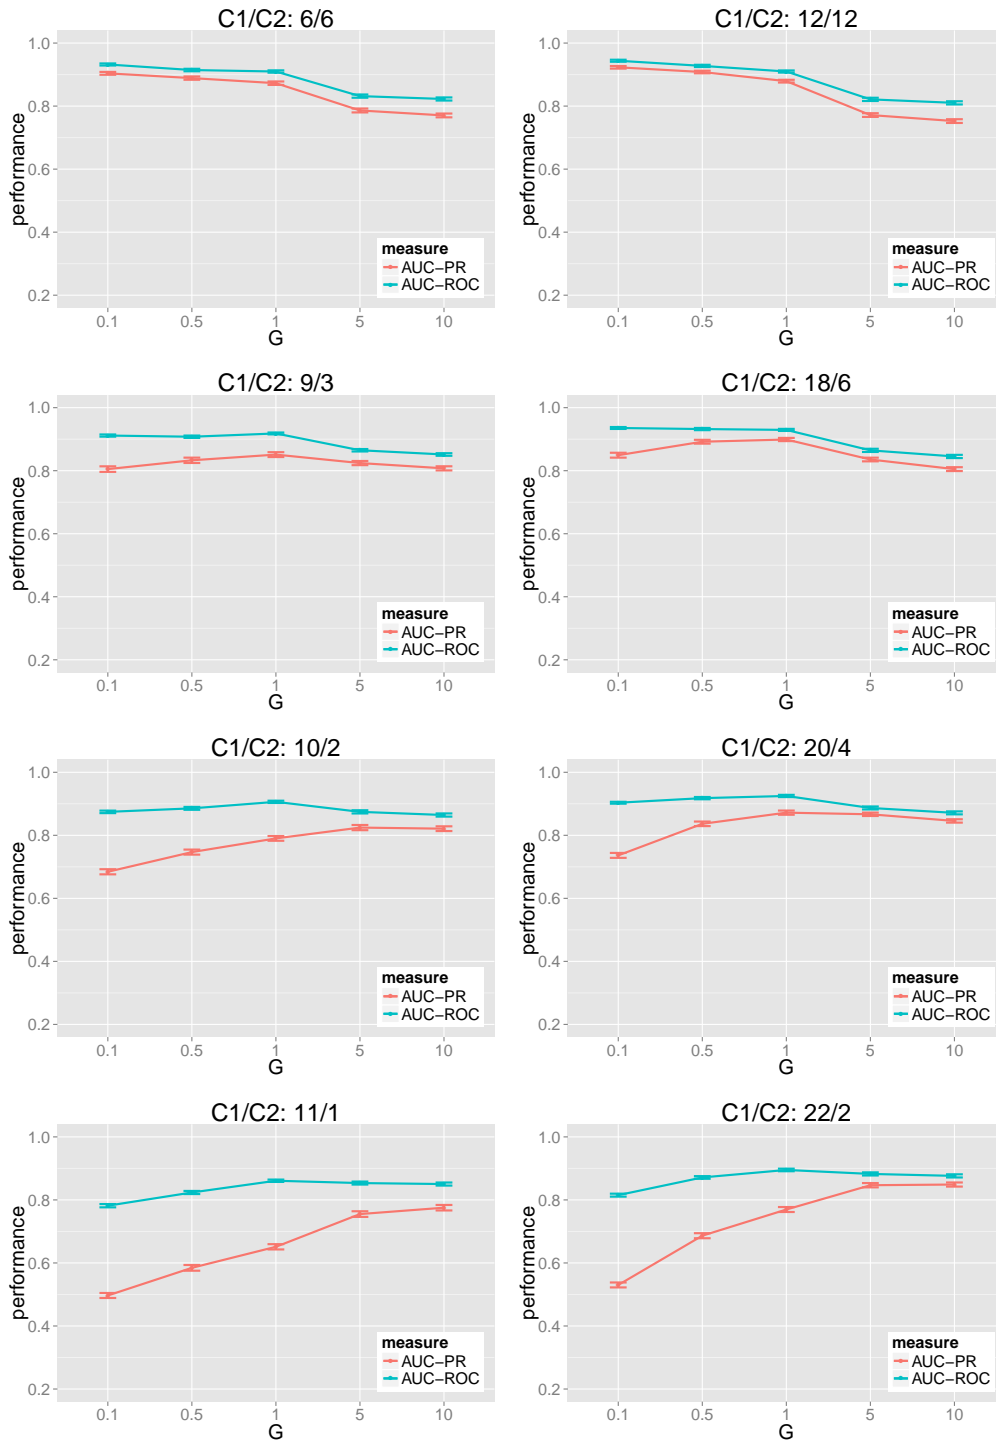 C1/C2: 6/6
1.0
0.8
0.6
0.4
0.2
performance
measure
AUC−PR
AUC−ROC
0.1 0.5 1 5 10
G
C1/C2: 12/12
1.0
0.8
0.6
0.4
0.2
performance
measure
AUC−PR
AUC−ROC
0.1 0.5 1 5 10
G
C1/C2: 9/3
1.0
0.8
0.6
0.4
0.2
performance
measure
AUC−PR
AUC−ROC
0.1 0.5 1 5 10
G
C1/C2: 18/6
1.0
0.8
0.6
0.4
0.2
performance
measure
AUC−PR
AUC−ROC
0.1 0.5 1 5 10
G
C1/C2: 10/2
1.0
0.8
0.6
0.4
0.2
performance
measure
AUC−PR
AUC−ROC
0.1 0.5 1 5 10
G
C1/C2: 20/4
1.0
0.8
0.6
0.4
0.2
performance
measure
AUC−PR
AUC−ROC
0.1 0.5 1 5 10
G
C1/C2: 11/1
1.0
0.8
0.6
0.4
0.2
performance
measure
AUC−PR
AUC−ROC
0.1 0.5 1 5 10
G
C1/C2: 22/2
1.0
0.8
0.6
0.4
0.2
performance
measure
AUC−PR
AUC−ROC
0.1 0.5 1 5 10
G